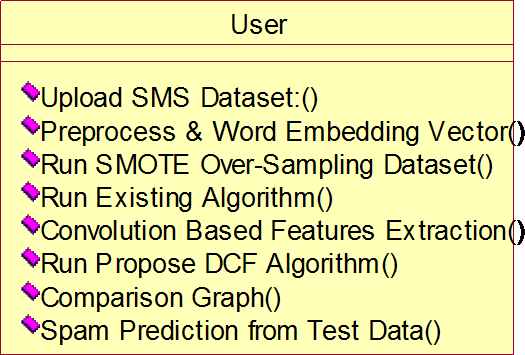 User
Upload SMS Dataset:()
Preprocess & Word Embedding Vector()
Run SMOTE Over-Sampling Dataset()
Run Existing Algorithm()
Convolution Based Features Extraction()
Run Propose DCF Algorithm()
Comparison Graph()
Spam Prediction from Test Data()